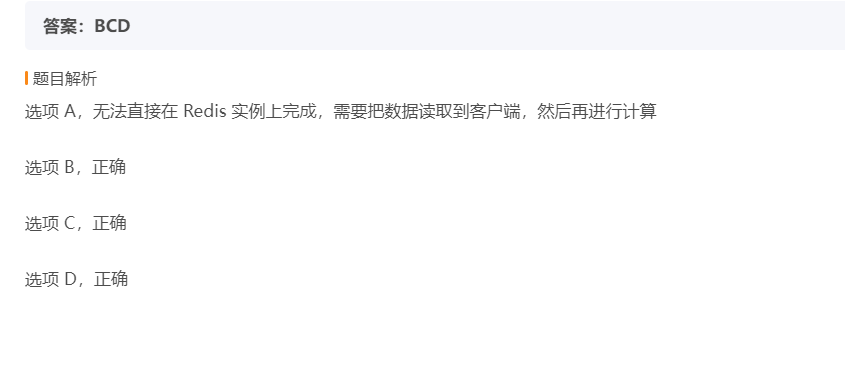 答案：BCD
题目解析
选项 A，无法直接在 Redis 实例上完成，需要把数据读取到客户端，然后再进行计算
选项 B，正确
选项 C，正确
选项 D，正确